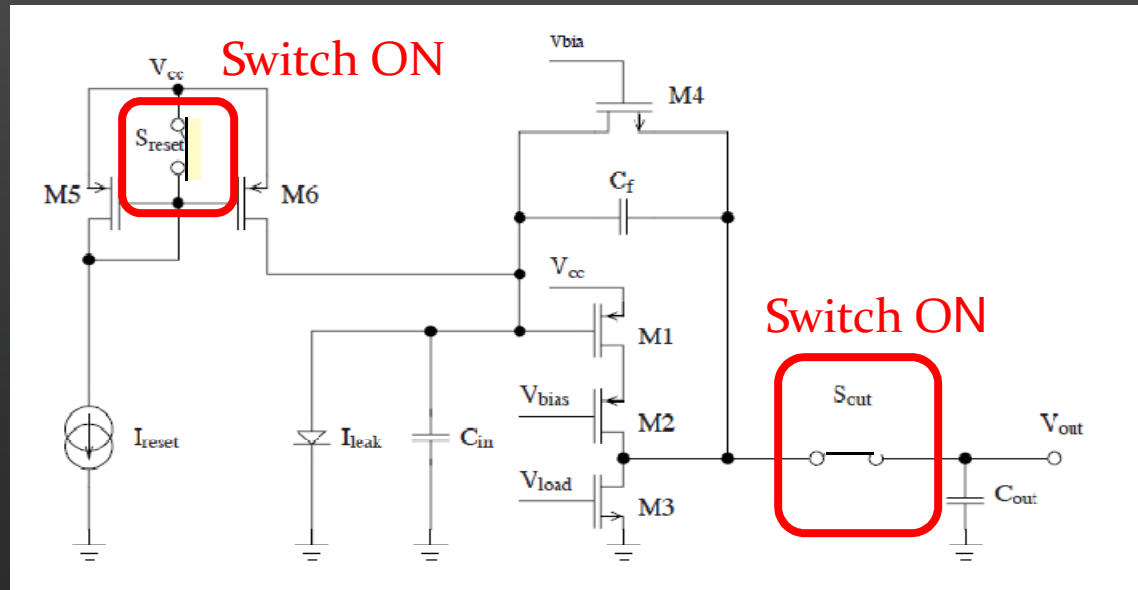 Switch ON
Vbia
Vcc
M4
Sreset
M5
M6
Cf
Vcc
Switch ON
M1
Scut
Vbias
Vout
Ireset
Ileak
Cin
M2
Vload
Cout
M3